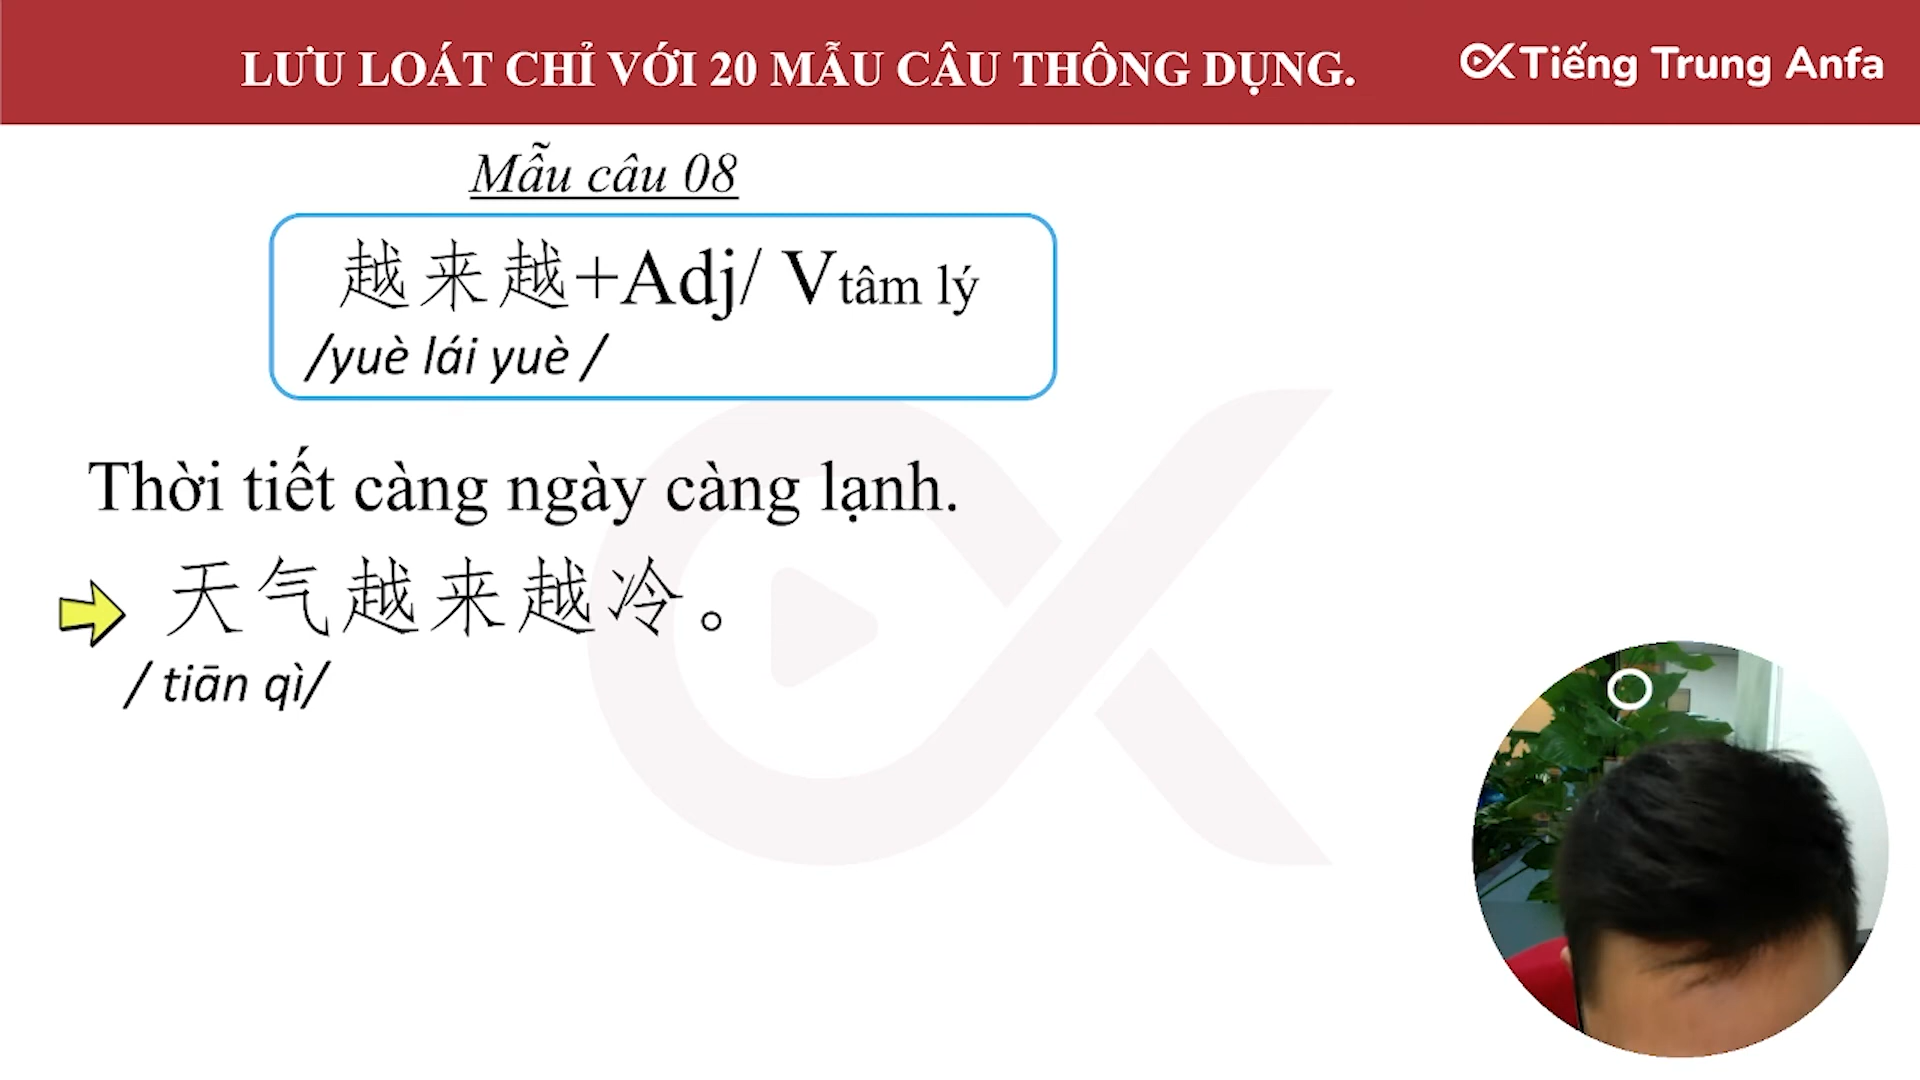 LƯU LOÁT CHỈ VỚI 20 MẪU CÂU THÔNG DỤNG.
Tiếng Trung Anfa
Mẫu câu 08
越来越+Adj/ Vtâm lý
/yuè lái yuè /
Thời tiết càng ngày càng lạnh.
天气越来越冷。
/ tiān qì/